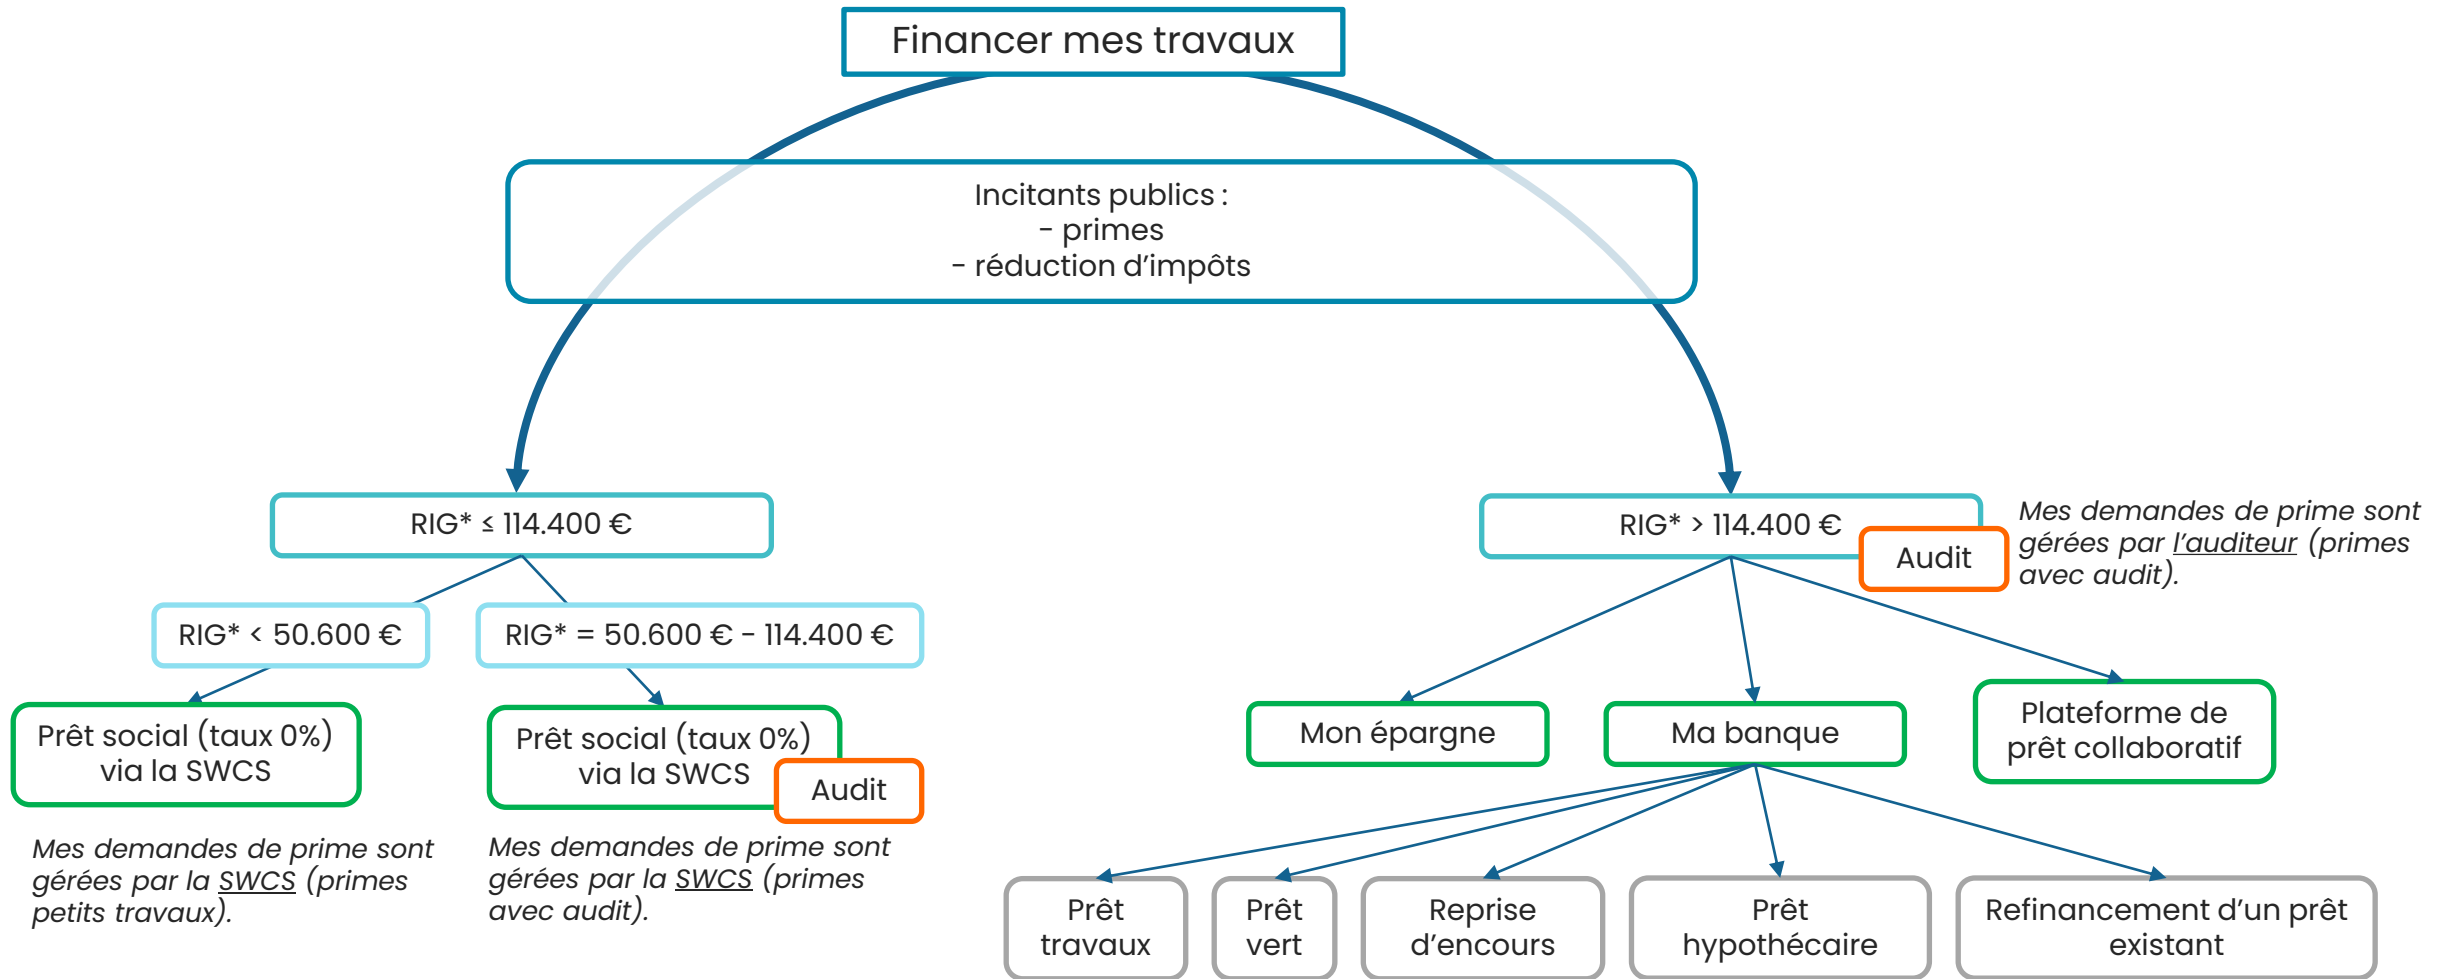 Financer mes travaux
Incitants publics :
- primes
- réduction d'impôts
RIG* ≤ 114.400 €
RIG* < 50.600 €
RIG* = 50.600 € - 114.400 €
Prêt social (taux 0%)
via la SWCS
Prêt social (taux 0%)
via la SWCS
Audit
Mes demandes de prime sont
gérées par la SWCS (primes
petits travaux).
Mes demandes de prime sont
gérées par la SWCS (primes
avec audit).
RIG* > 114.400 €
Audit
Mes demandes de prime sont
gérées par l'auditeur (primes
avec audit).
Mon épargne
Ma banque
Plateforme de
prêt collaboratif
Prêt
travaux
Prêt
vert
Reprise
d'encours
Prêt
hypothécaire
Refinancement d'un prêt
existant